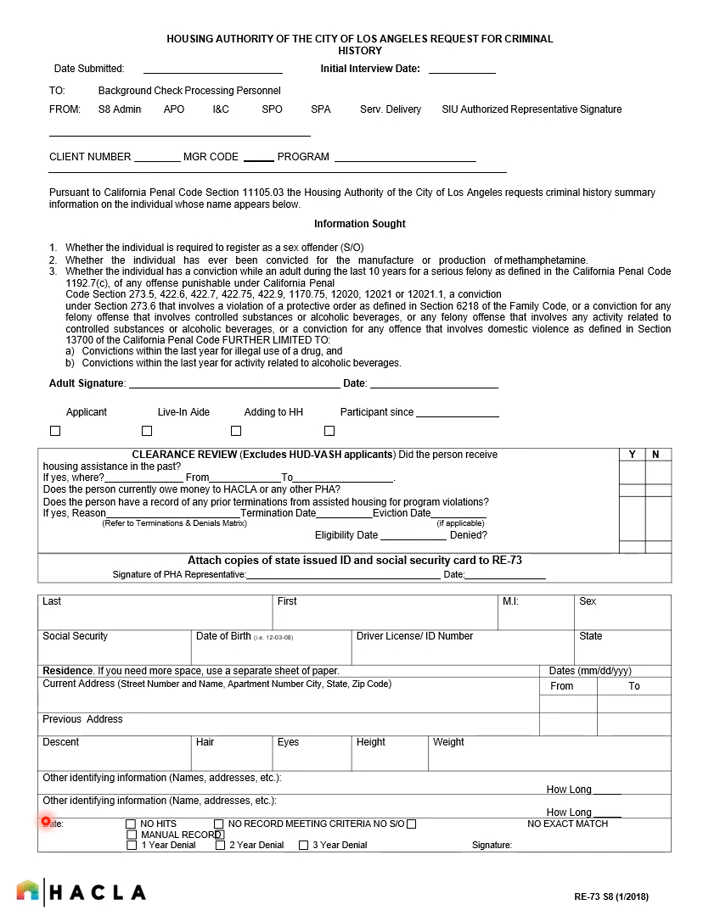 HOUSING AUTHORITY OF THE CITY OF LOS ANGELES REQUEST FOR CRIMINAL
HISTORY
Date Submitted: Initial Interview Date:
TO: Background Check Processing Personnel
FROM: S8 Admin APO I&C SPO SPA Serv. Delivery SIU Authorized Representative Signature
CLIENT NUMBER ________ MGR CODE _____ PROGRAM ________
Pursuant to California Penal Code Section 11105.03 the Housing Authority of the City of Los Angeles requests criminal history summary
information on the individual whose name appears below.
Information Sought
1. Whether the individual is required to register as a sex offender (S/O)
2. Whether the individual has ever been convicted for the manufacture or production of methamphetamine.
3. Whether the individual has a conviction while an adult during the last 10 years for a serious felony as defined in the California Penal Code
1192.7(c), of any offense punishable under California Penal
Code Section 273.5, 422.6, 422.7, 422.75, 422.9, 1170.75, 12020, 12021 or 12021.1, a conviction
under Section 273.6 that involves a violation of a protective order as defined in Section 6218 of the Family Code, or a conviction for any
felony offense that involves controlled substances or alcoholic beverages, or any felony offense that involves any activity related to
controlled substances or alcoholic beverages, or a conviction for any offence that involves domestic violence as defined in Section
13700 of the California Penal Code FURTHER LIMITED TO:
a) Convictions within the last year for illegal use of a drug, and
b) Convictions within the last year for activity related to alcoholic beverages.
Adult Signature: ________ Date: ________
Applicant Live-In Aide Adding to HH Participant since ________
CLEARANCE REVIEW (Excludes HUD-VASH applicants) Did the person receive Y N
housing assistance in the past?
If yes, where?________ From________To________.
Does the person currently owe money to HACLA or any other PHA?
Does the person have a record of any prior terminations from assisted housing for program violations?
If yes, Reason________Termination Date________Eviction Date________
(Refer to Terminations & Denials Matrix) (if applicable)
Eligibility Date ________ Denied?
Attach copies of state issued ID and social security card to RE-73
Signature of PHA Representative:________ Date:________
Last First M.I: Sex
Social Security Date of Birth (i.e. 12-03-08) Driver License/ ID Number State
Residence. If you need more space, use a separate sheet of paper. Dates (mm/dd/yyy)
Current Address (Street Number and Name, Apartment Number City, State, Zip Code) From To
Previous Address
Descent Hair Eyes Height Weight
Other identifying information (Names, addresses, etc.):
How Long _____
Other identifying information (Name, addresses, etc.):
How Long _____
Date: NO HITS NO RECORD MEETING CRITERIA NO S/O NO EXACT MATCH
MANUAL RECORD
1 Year Denial 2 Year Denial 3 Year Denial Signature:
HACLA
RE-73 S8 (1/2018)